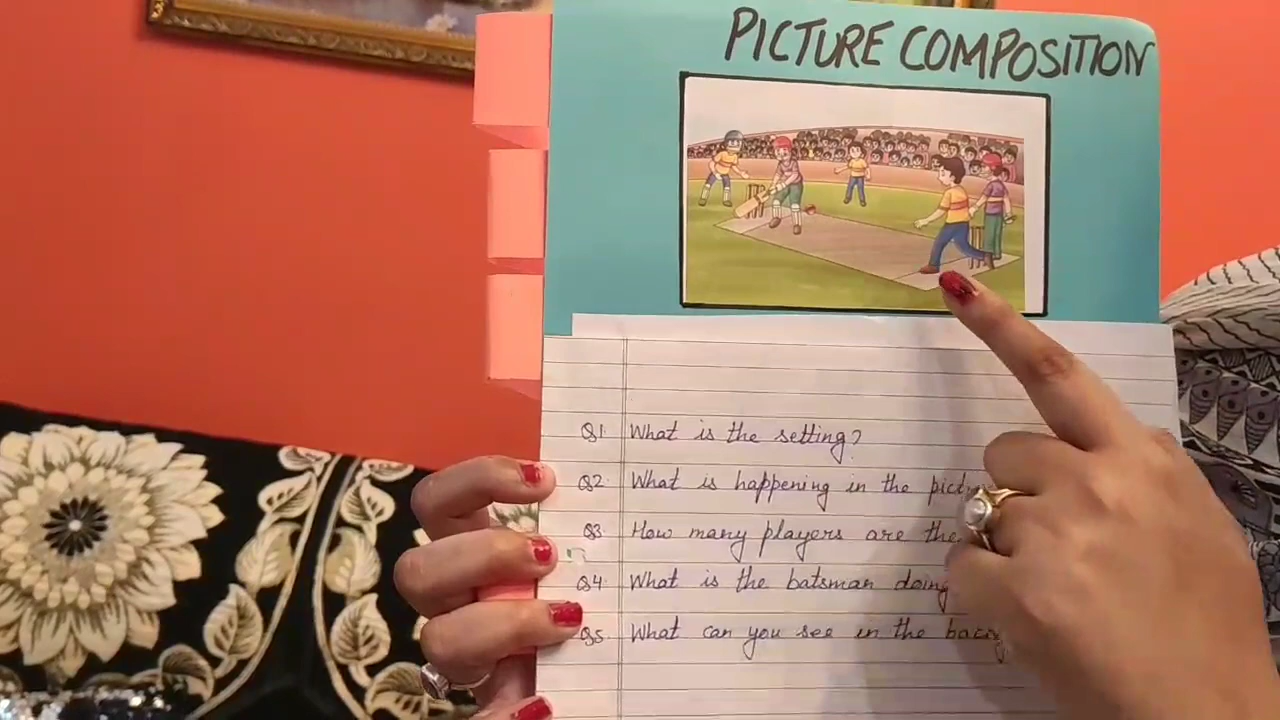 PICTURE COMPOSITION
Q1 What is the setting?
Q2 What is happening in the
Q3 How many players are
Q4 What is the batsman doing
Q5 What can you see in the